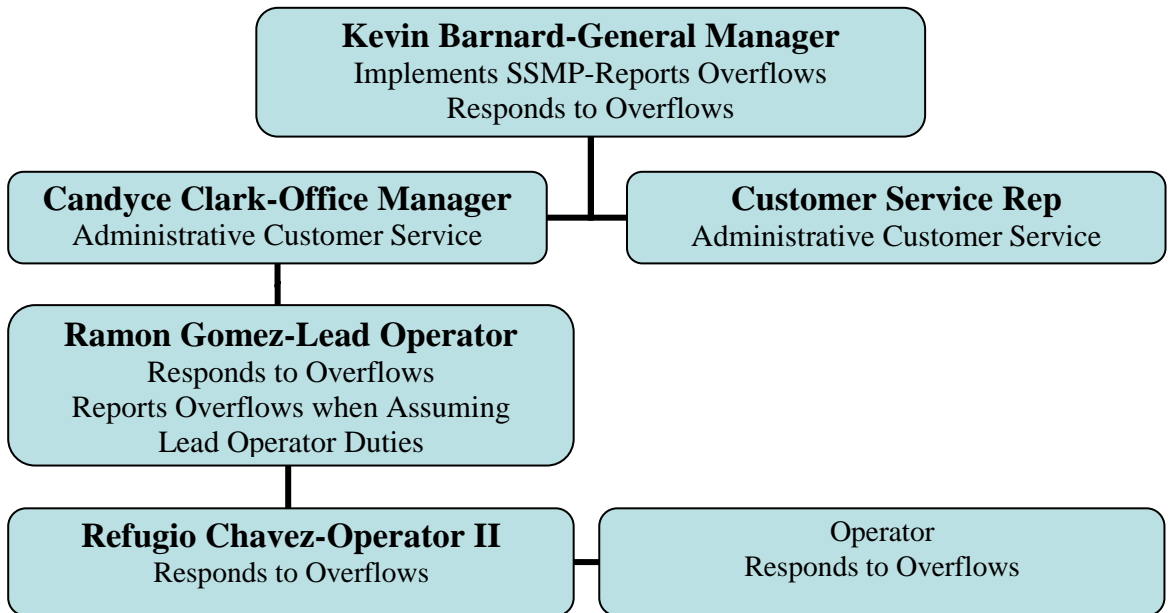 Kevin Barnard-General Manager
Implements SSMP-Reports Overflows
Responds to Overflows
Candyce Clark-Office Manager
Administrative Customer Service
Customer Service Rep
Administrative Customer Service
Ramon Gomez-Lead Operator
Responds to Overflows
Reports Overflows when Assuming
Lead Operator Duties
Refugio Chavez-Operator II
Responds to Overflows
Operator
Responds to Overflows